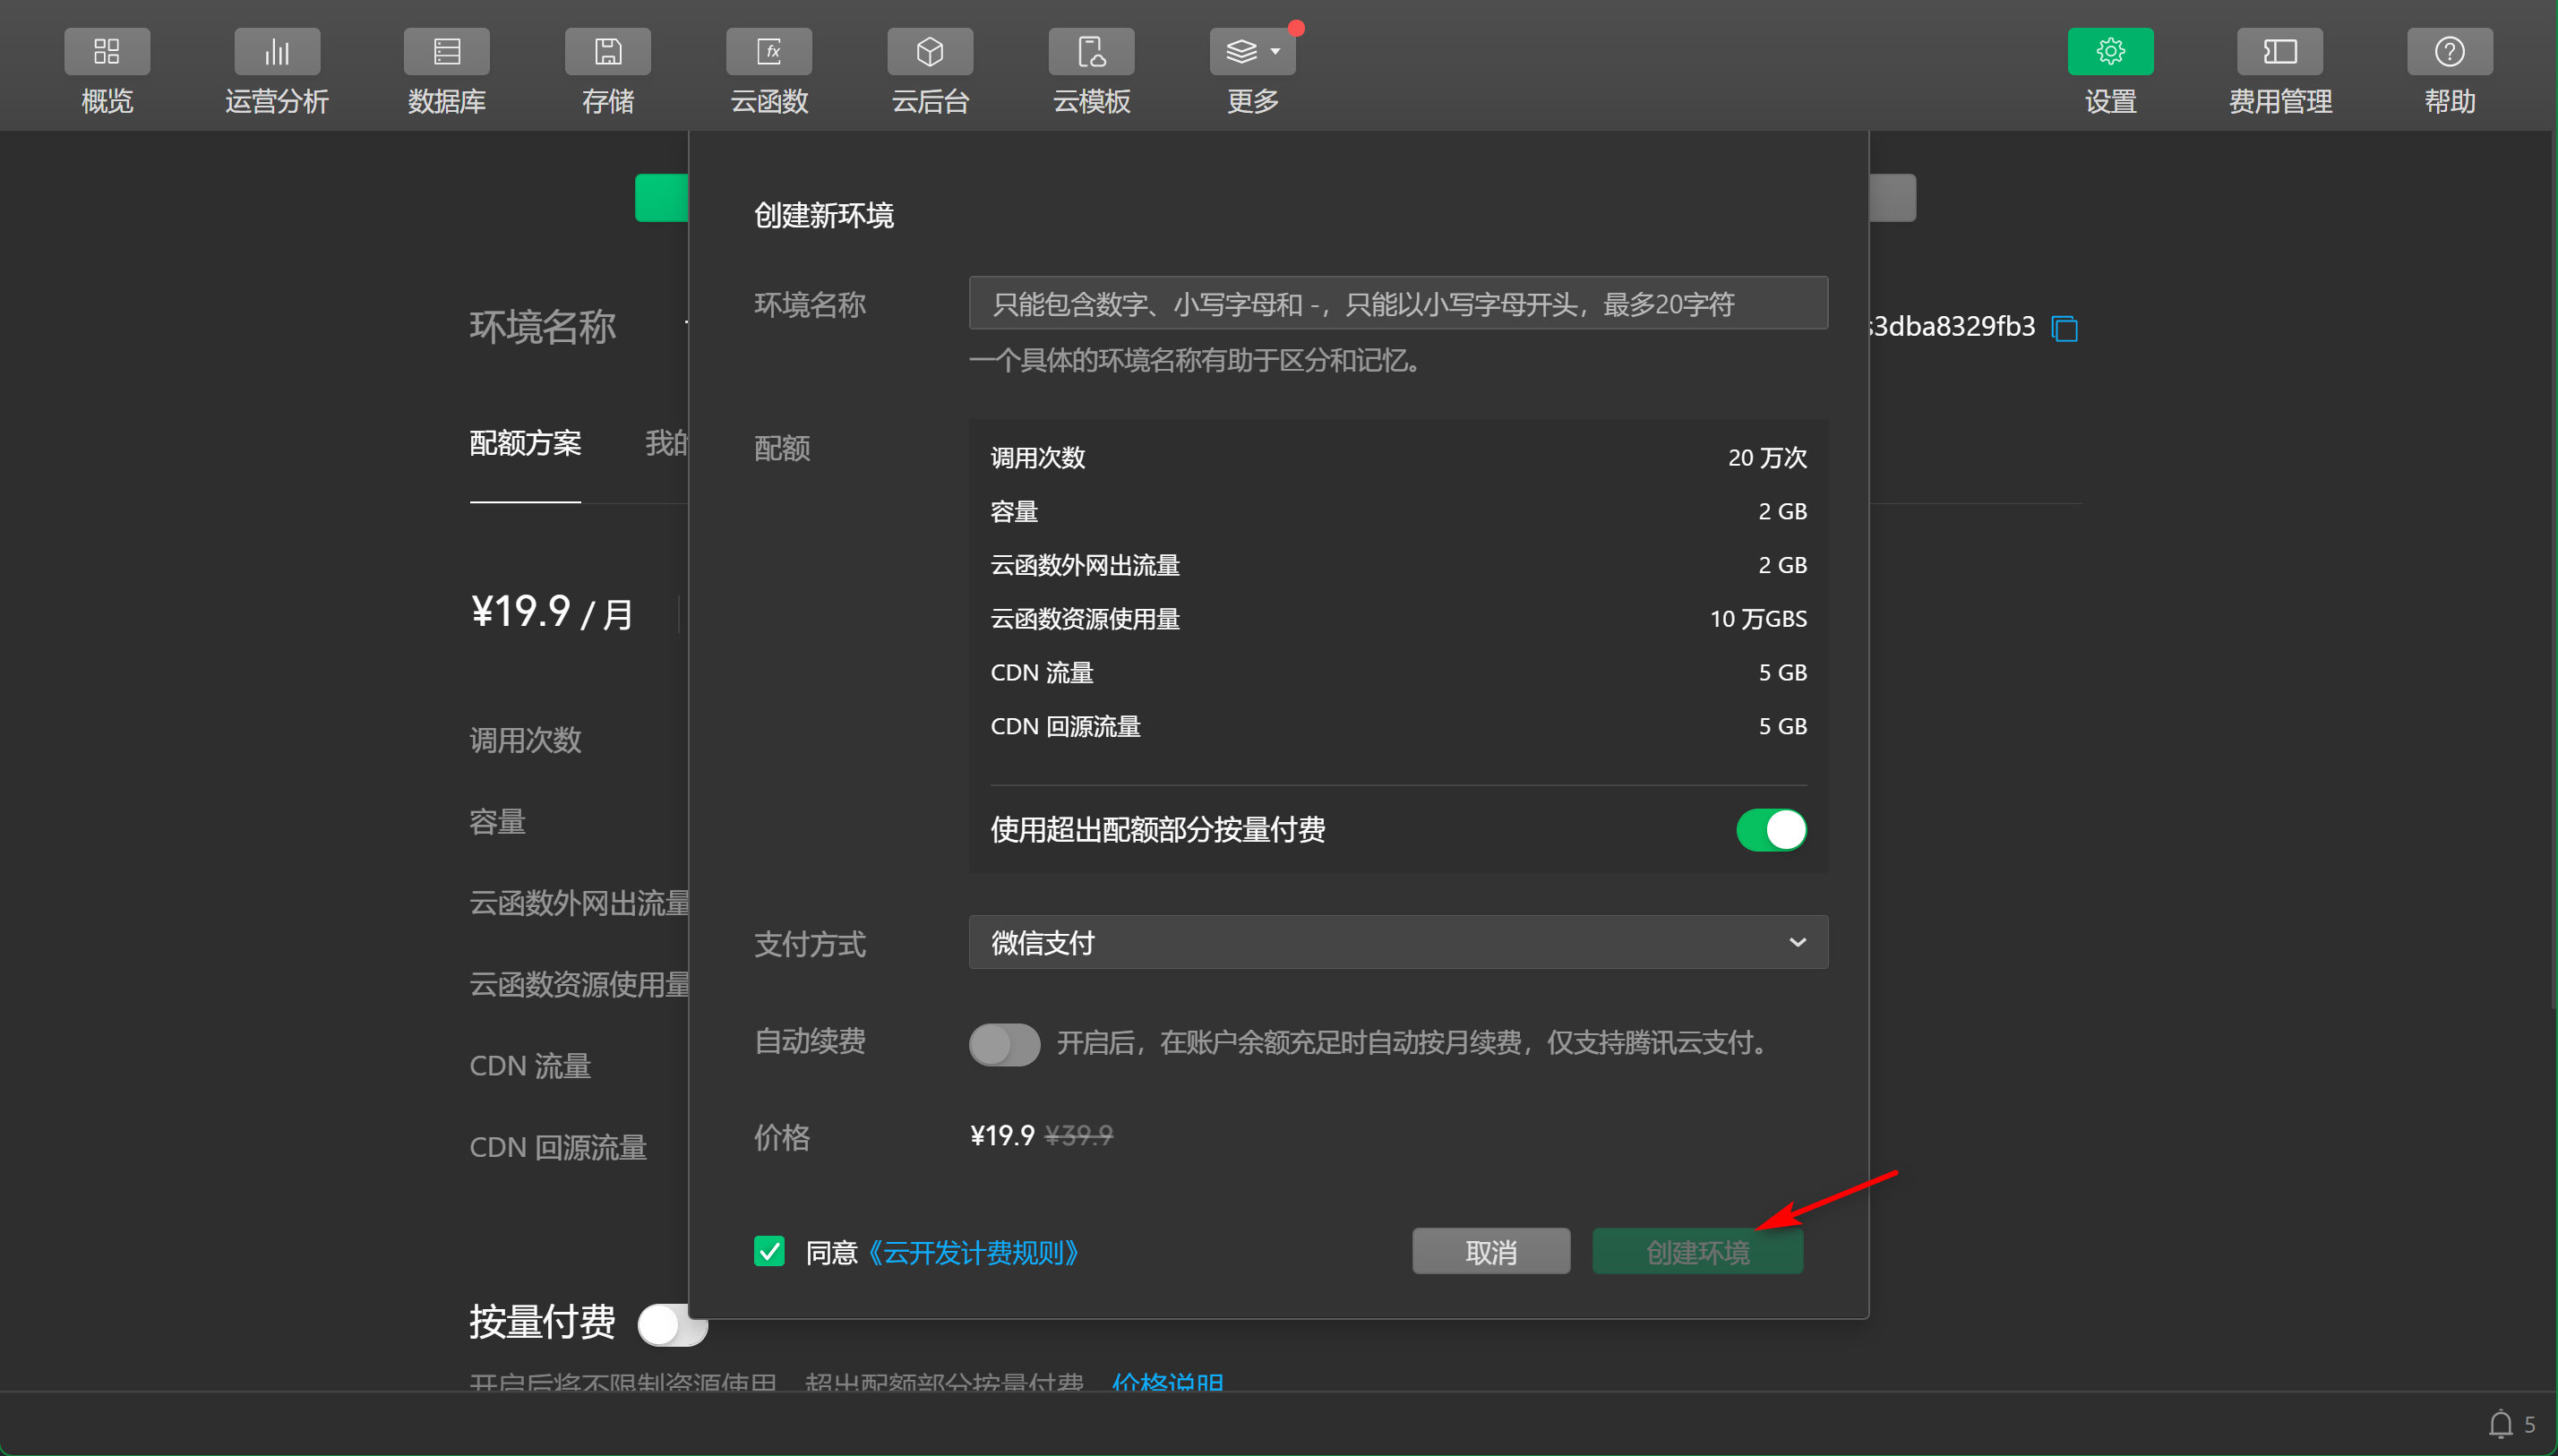 概览 运营分析 数据库 存储 云函数 云后台 云模板 更多 设置 费用管理 帮助
创建新环境
环境名称
s3dba8329fb3
配额方案 我的
¥19.9 / 月
调用次数
容量
云函数外网出流量
云函数资源使用量
CDN 流量
CDN 回源流量
按量付费
开启后将不限制资源使用，超出配额部分按量付费 价格说明
环境名称 只能包含数字、小写字母和 -，只能以小写字母开头，最多20字符
一个具体的环境名称有助于区分和记忆。
配额
调用次数 20 万次
容量 2 GB
云函数外网出流量 2 GB
云函数资源使用量 10 万GBS
CDN 流量 5 GB
CDN 回源流量 5 GB
使用超出配额部分按量付费
支付方式 微信支付
自动续费 开启后，在账户余额充足时自动按月续费，仅支持腾讯云支付。
价格 ¥19.9 ¥39.9
同意《云开发计费规则》 取消 创建环境
5